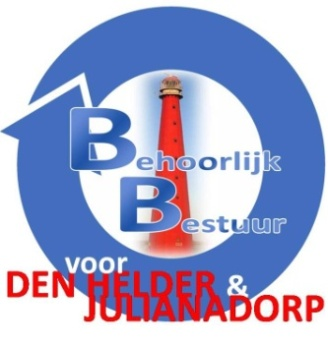 Behoorlijk
Bestuur
voor
DEN HELDER &
JULIANADORP